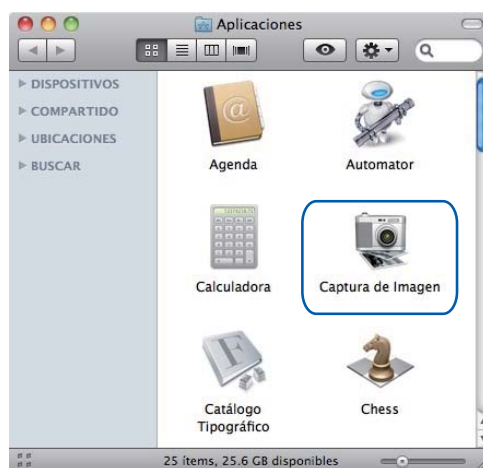 Aplicaciones
DISPOSITIVOS
COMPARTIDO
UBICACIONES
BUSCAR
Agenda
Automator
Calculadora
Captura de Imagen
Catálogo
Tipográfico
Chess
25 ítems, 25.6 GB disponibles